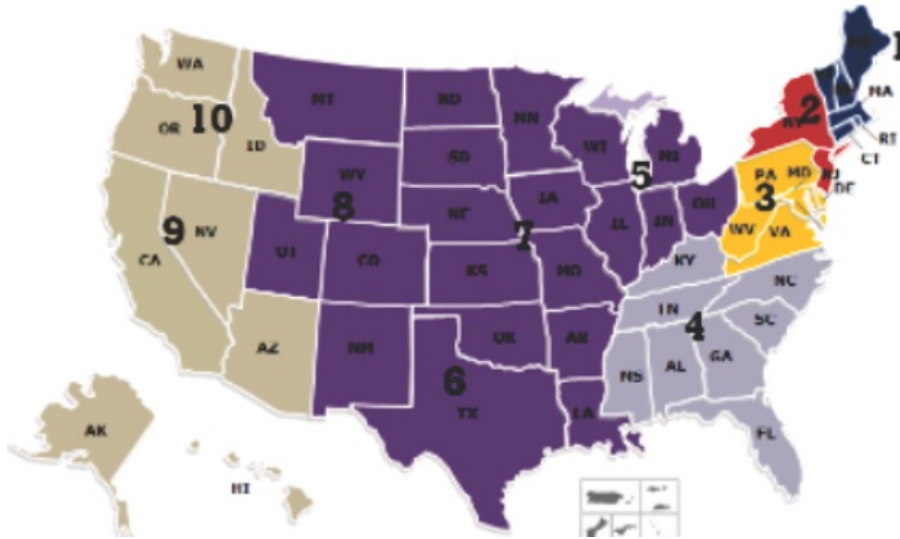 1
WA
MT
ND
MN
MA
2
NY
OR
10
ID
SD
WI
MI
5
RI
CT
WY
8
PA
MD
NJ
DE
3
NE
IA
7
IL
IN
OH
WV
VA
9
NV
CA
UT
CO
KS
MO
KY
NC
TN
4
SC
AZ
NM
OK
AR
6
TX
MS
AL
GA
LA
FL
AK
HI